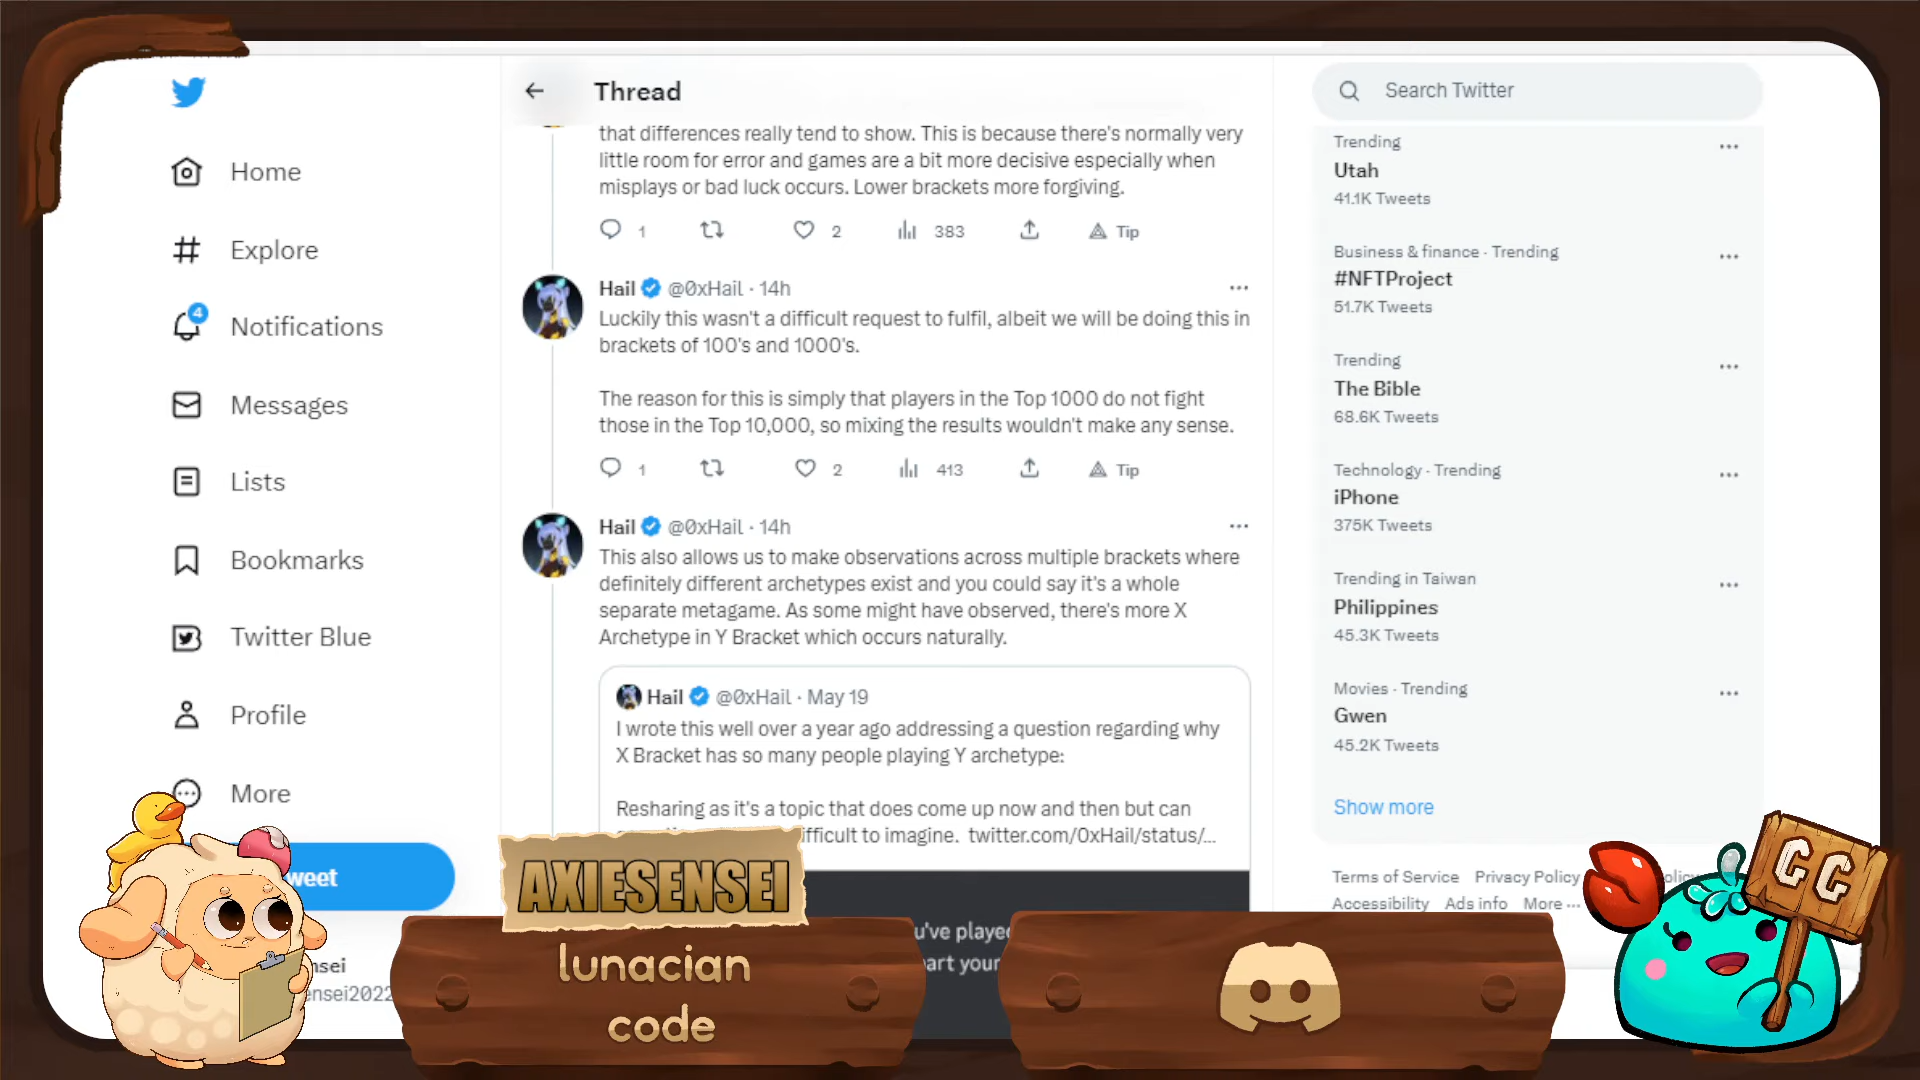 Thread
Search Twitter
Home
Explore
4
Notifications
Messages
Lists
Bookmarks
Twitter Blue
Profile
More
that differences really tend to show. This is because there's normally very
little room for error and games are a bit more decisive especially when
misplays or bad luck occurs. Lower brackets more forgiving.
1 2 383 Tip
Hail @0xHail · 14h
Luckily this wasn't a difficult request to fulfil, albeit we will be doing this in
brackets of 100's and 1000's.
The reason for this is simply that players in the Top 1000 do not fight
those in the Top 10,000, so mixing the results wouldn't make any sense.
1 2 413 Tip
Hail @0xHail · 14h
This also allows us to make observations across multiple brackets where
definitely different archetypes exist and you could say it's a whole
separate metagame. As some might have observed, there's more X
Archetype in Y Bracket which occurs naturally.
Hail @0xHail · May 19
I wrote this well over a year ago addressing a question regarding why
X Bracket has so many people playing Y archetype:
Resharing as it's a topic that does come up now and then but can
to imagine. twitter.com/0xHail/status/...
Trending
Utah
41.1K Tweets
Business & finance · Trending
#NFTProject
51.7K Tweets
Trending
The Bible
68.6K Tweets
Technology · Trending
iPhone
375K Tweets
Trending in Taiwan
Philippines
45.3K Tweets
Movies · Trending
Gwen
45.2K Tweets
Show more
Terms of Service Privacy Policy
Accessibility Ads info More ...
AXIESENSEI
lunacian
code
CC